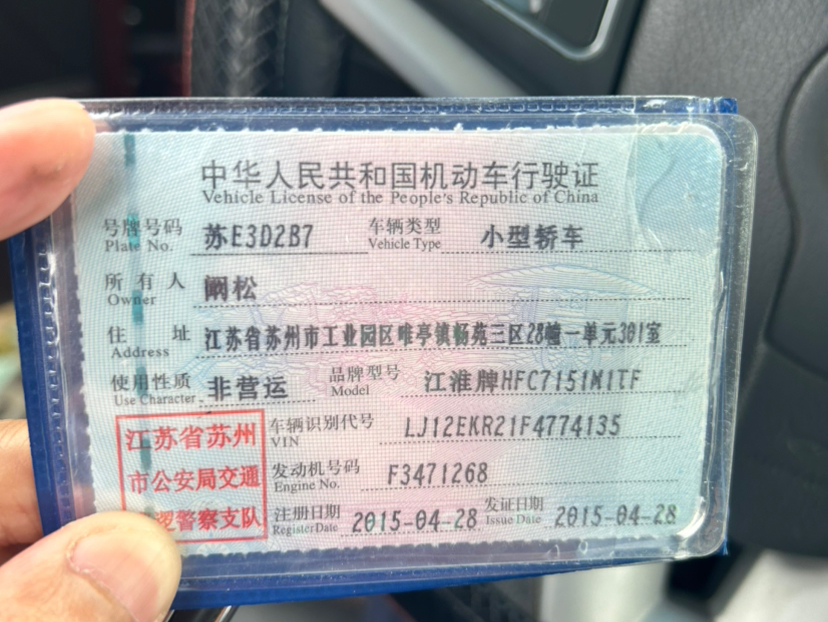 中华人民共和国机动车行驶证
Vehicle License of the People's Republic of China
号牌号码 苏E3D2B7 车辆类型 小型轿车
Plate No. Vehicle Type
所有人 阚松
Owner
住址 江苏省苏州市工业园区唯亭镇杨苑三区28幢一单元301室
Address
使用性质 非营运 品牌型号 江淮牌HFC7151M1TF
Use Character Model
江苏省苏州 车辆识别代号 LJ12EKR21F4774135
VIN
市公安局交通 发动机号码 F3471268
Engine No.
警察支队 注册日期 2015-04-28 发证日期 2015-04-28
Register Date Issue Date